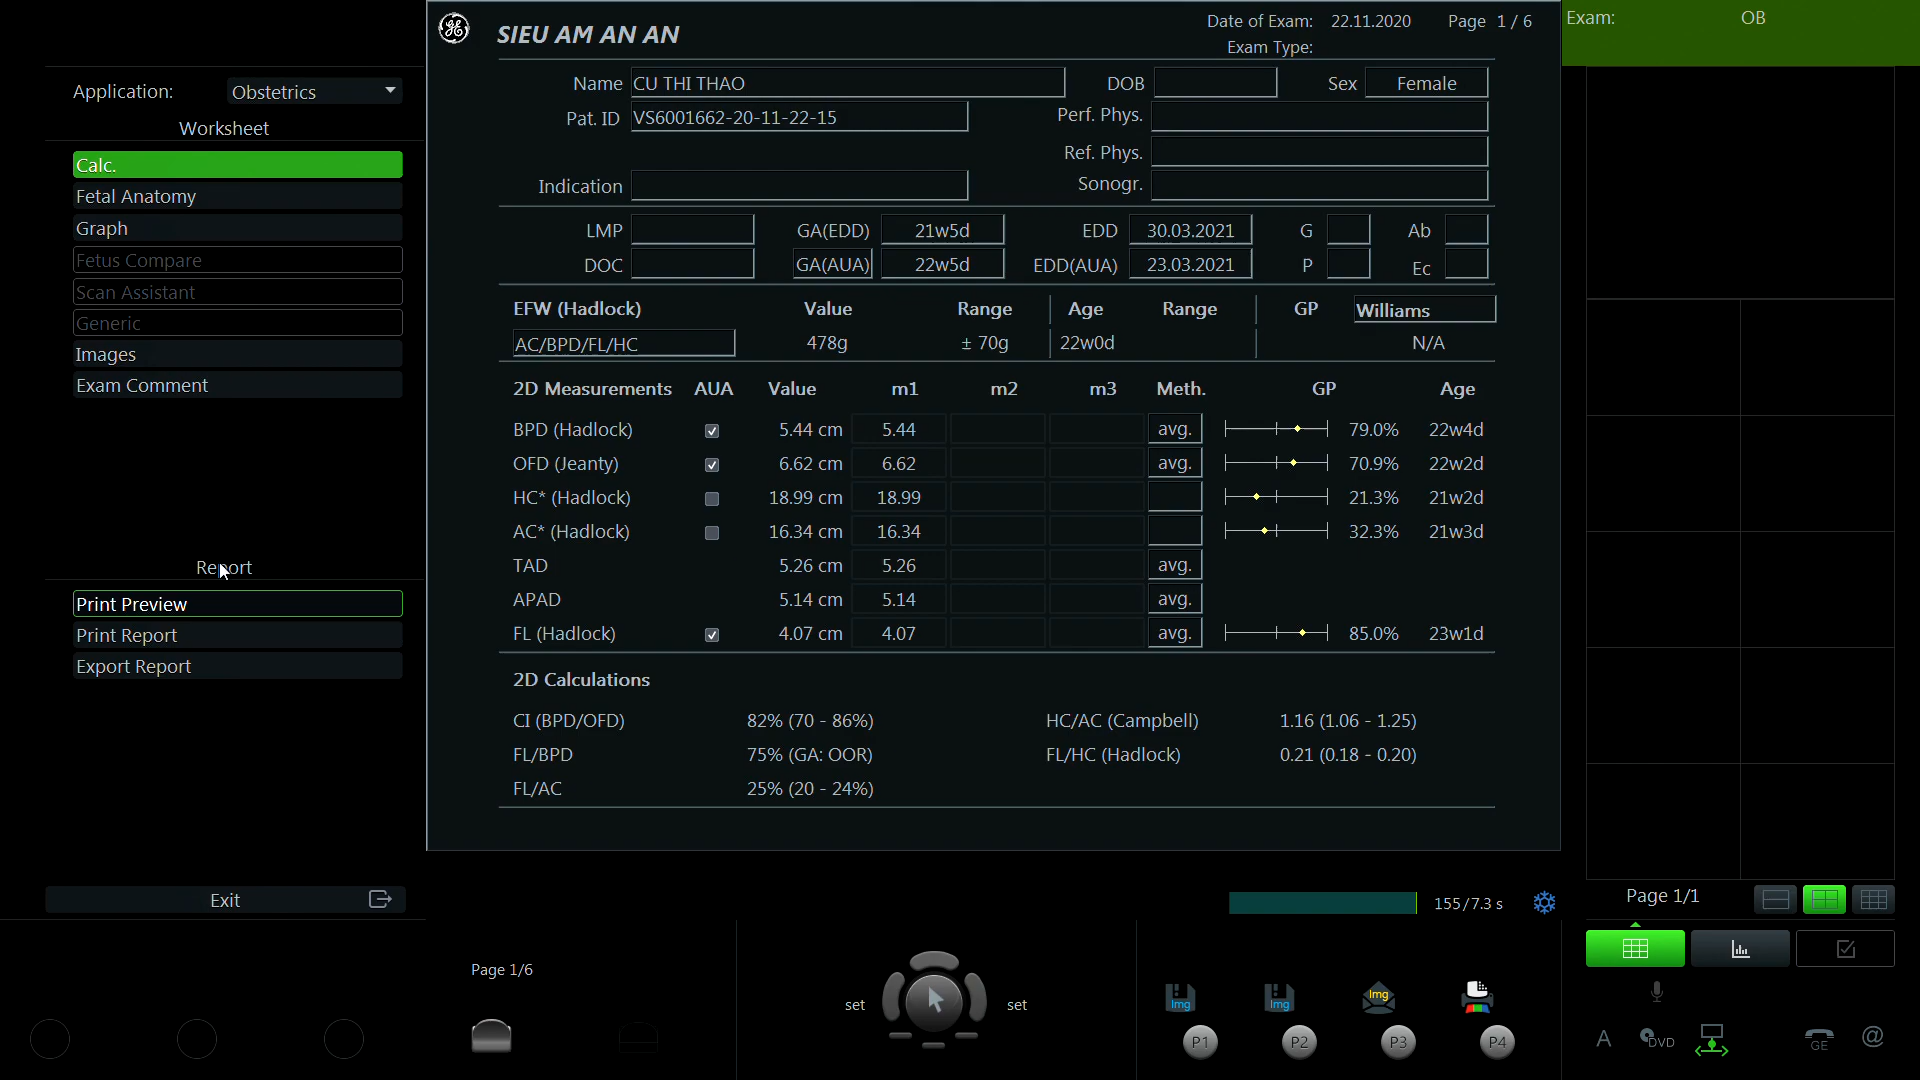 SIEU AM AN AN
Date of Exam: 22.11.2020 Page 1 / 6
Exam Type:
Exam: OB
Application: Obstetrics
Worksheet
Calc.
Fetal Anatomy
Graph
Fetus Compare
Scan Assistant
Generic
Images
Exam Comment
Report
Print Preview
Print Report
Export Report
Exit
Name CU THI THAO DOB Sex Female
Pat. ID VS6001662-20-11-22-15 Perf. Phys.
Ref. Phys.
Indication Sonogr.
LMP GA(EDD) 21w5d EDD 30.03.2021 G Ab
DOC GA(AUA) 22w5d EDD(AUA) 23.03.2021 P Ec
EFW (Hadlock) Value Range Age Range GP Williams
AC/BPD/FL/HC 478g ± 70g 22w0d N/A
2D Measurements AUA Value m1 m2 m3 Meth. GP Age
BPD (Hadlock) 5.44 cm 5.44 avg. 79.0% 22w4d
OFD (Jeanty) 6.62 cm 6.62 avg. 70.9% 22w2d
HC* (Hadlock) 18.99 cm 18.99 21.3% 21w2d
AC* (Hadlock) 16.34 cm 16.34 32.3% 21w3d
TAD 5.26 cm 5.26 avg.
APAD 5.14 cm 5.14 avg.
FL (Hadlock) 4.07 cm 4.07 avg. 85.0% 23w1d
2D Calculations
CI (BPD/OFD) 82% (70 - 86%) HC/AC (Campbell) 1.16 (1.06 - 1.25)
FL/BPD 75% (GA: OOR) FL/HC (Hadlock) 0.21 (0.18 - 0.20)
FL/AC 25% (20 - 24%)
155/7.3 s
Page 1/1
Page 1/6
set set
Img Img Img
P1 P2 P3 P4
A DVD GE @